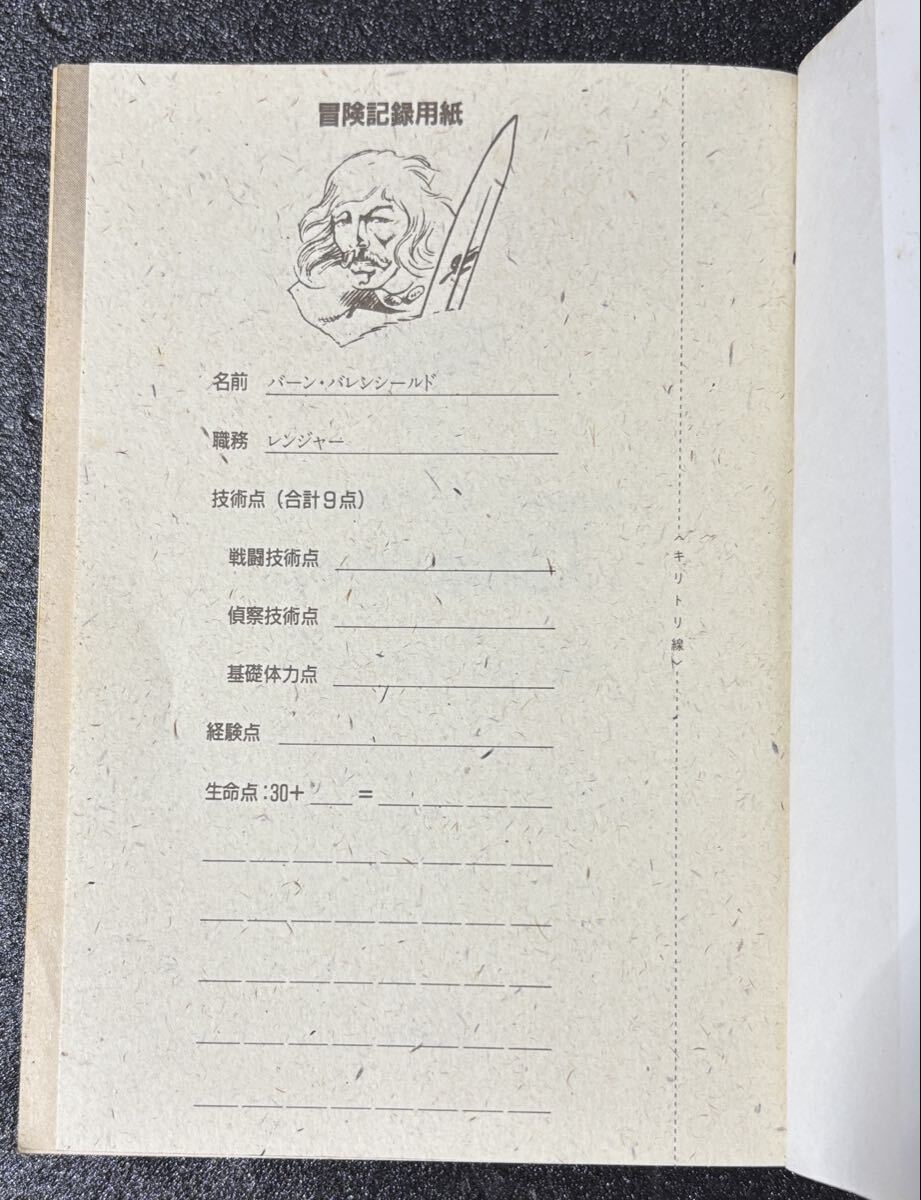 冒険記録用紙
名前 バーン・バレンシールド
職務 レンジャー
技術点（合計9点）
戦闘技術点
偵察技術点
基礎体力点
経験点
生命点:30+ ＝
（キリトリ線）